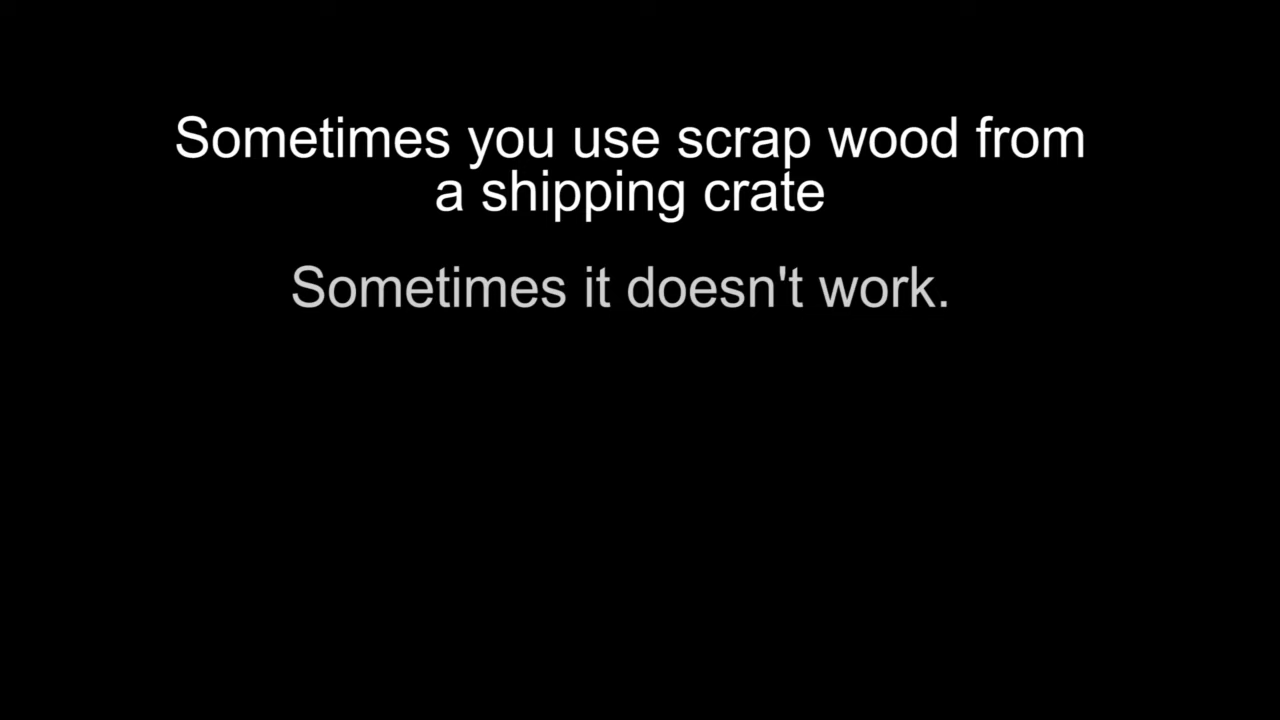 Sometimes you use scrap wood from
a shipping crate
Sometimes it doesn't work.